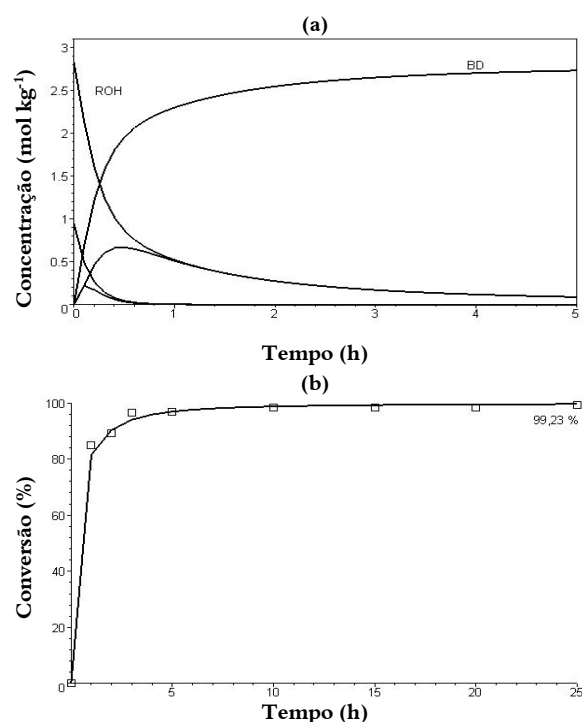 (a)
Concentração (mol kg⁻¹)
3
2.5
2
1.5
1
0.5
0
ROH
BD
0 1 2 3 4 5
Tempo (h)
(b)
Conversão (%)
100
80
60
40
20
0
99,23 %
5 10 15 20 25
Tempo (h)